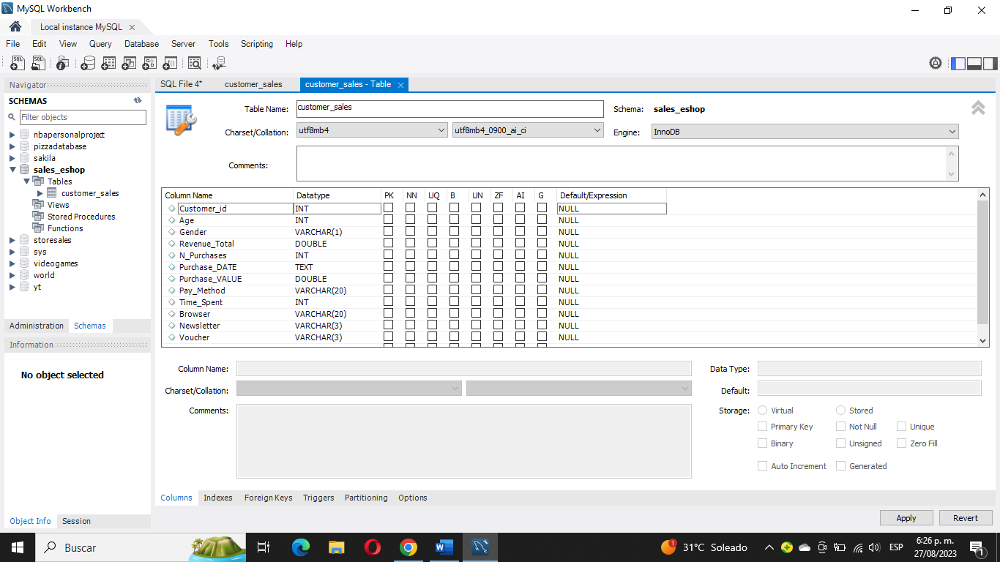 MySQL Workbench
Local instance MySQL
File Edit View Query Database Server Tools Scripting Help
Navigator
SCHEMAS
Filter objects
nbapersonalproject
pizzadatabase
sakila
sales_eshop
Tables
customer_sales
Views
Stored Procedures
Functions
storesales
sys
videogames
world
yt
Administration Schemas
Information
No object selected
Object Info Session
SQL File 4* customer_sales customer_sales - Table
Table Name: customer_sales Schema: sales_eshop
Charset/Collation: utf8mb4 utf8mb4_0900_ai_ci Engine: InnoDB
Comments:
Column Name Datatype PK NN UQ B UN ZF AI G Default/Expression
Customer_id INT NULL
Age INT NULL
Gender VARCHAR(1) NULL
Revenue_Total DOUBLE NULL
N_Purchases INT NULL
Purchase_DATE TEXT NULL
Purchase_VALUE DOUBLE NULL
Pay_Method VARCHAR(20) NULL
Time_Spent INT NULL
Browser VARCHAR(20) NULL
Newsletter VARCHAR(3) NULL
Voucher VARCHAR(3) NULL
Column Name: Data Type:
Charset/Collation: Default:
Comments: Storage: Virtual Stored
Primary Key Not Null Unique
Binary Unsigned Zero Fill
Auto Increment Generated
Columns Indexes Foreign Keys Triggers Partitioning Options
Apply Revert
Buscar
1 31°C Soleado ESP 6:26 p. m.
27/08/2023 1